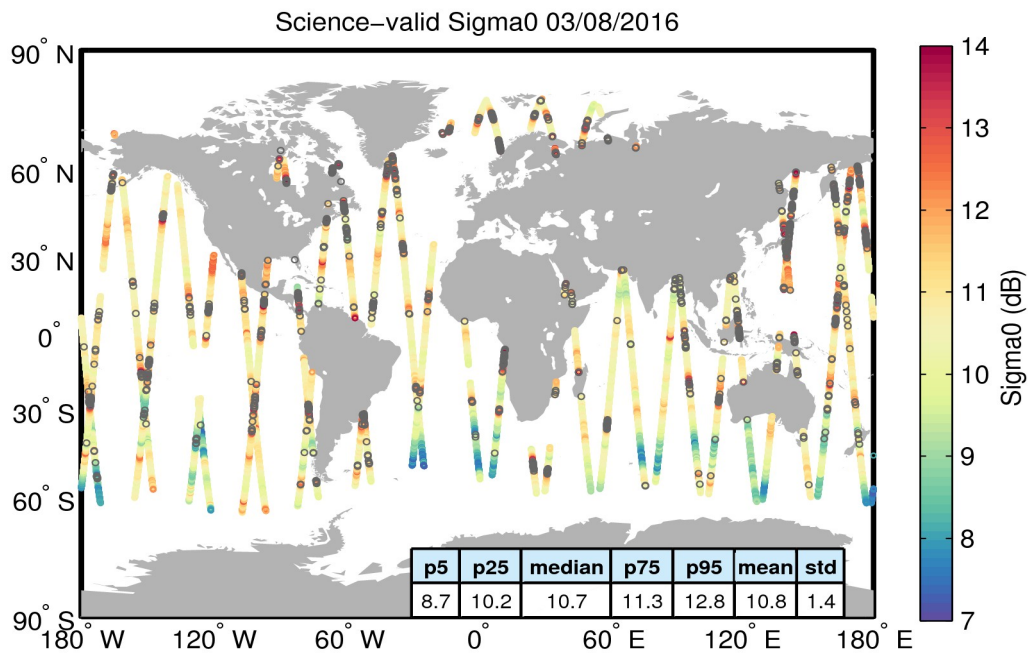 Science−valid Sigma0 03/08/2016
90° N
60° N
30° N
0°
30° S
60° S
90° S
180° W
120° W
60° W
0°
60° E
120° E
180° E
p5 p25 median p75 p95 mean std
8.7 10.2 10.7 11.3 12.8 10.8 1.4
14
13
12
11
10
9
8
7
Sigma0 (dB)